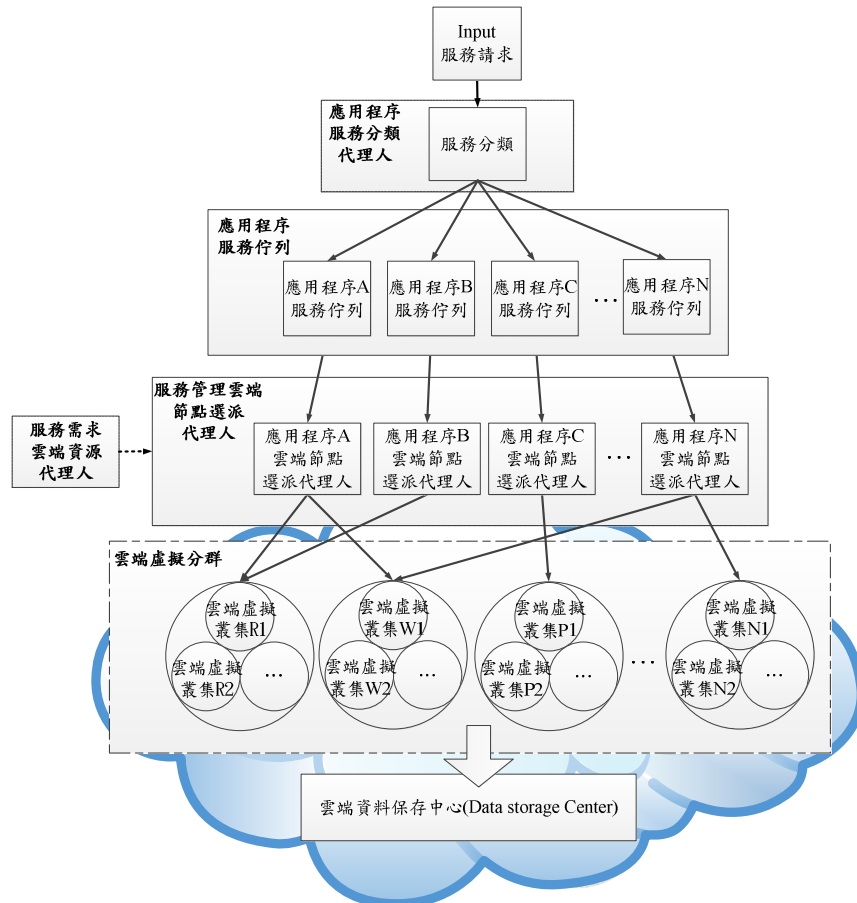 Input
服務請求
應用程序
服務分類
代理人
服務分類
應用程序
服務佇列
應用程序A
服務佇列
應用程序B
服務佇列
應用程序C
服務佇列
...
應用程序N
服務佇列
服務管理雲端
節點選派
代理人
服務需求
雲端資源
代理人
應用程序A
雲端節點
選派代理人
應用程序B
雲端節點
選派代理人
應用程序C
雲端節點
選派代理人
...
應用程序N
雲端節點
選派代理人
雲端虛擬分群
雲端虛擬
叢集R1
雲端虛擬
叢集R2
...
雲端虛擬
叢集W1
雲端虛擬
叢集W2
...
雲端虛擬
叢集P1
雲端虛擬
叢集P2
...
...
雲端虛擬
叢集N1
雲端虛擬
叢集N2
...
雲端資料保存中心(Data storage Center)